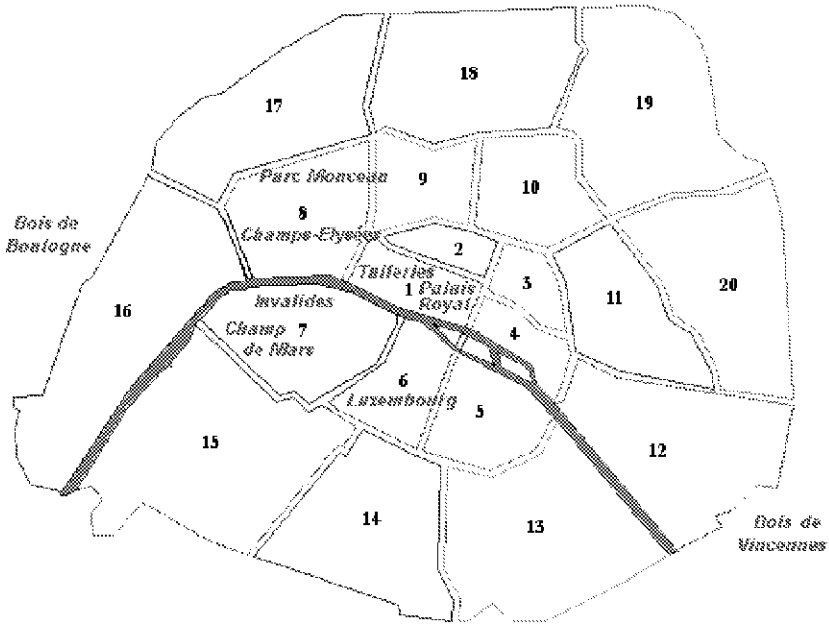 18
17
19
Parc Monceau
9
10
8
Bois de
Boulogne
Champs-Elysées
2
Tuileries
3
1 Palais
Royal
11
20
16
Invalides
7
Champ
de Mars
4
6
Luxembourg
5
15
12
14
13
Bois de
Vincennes